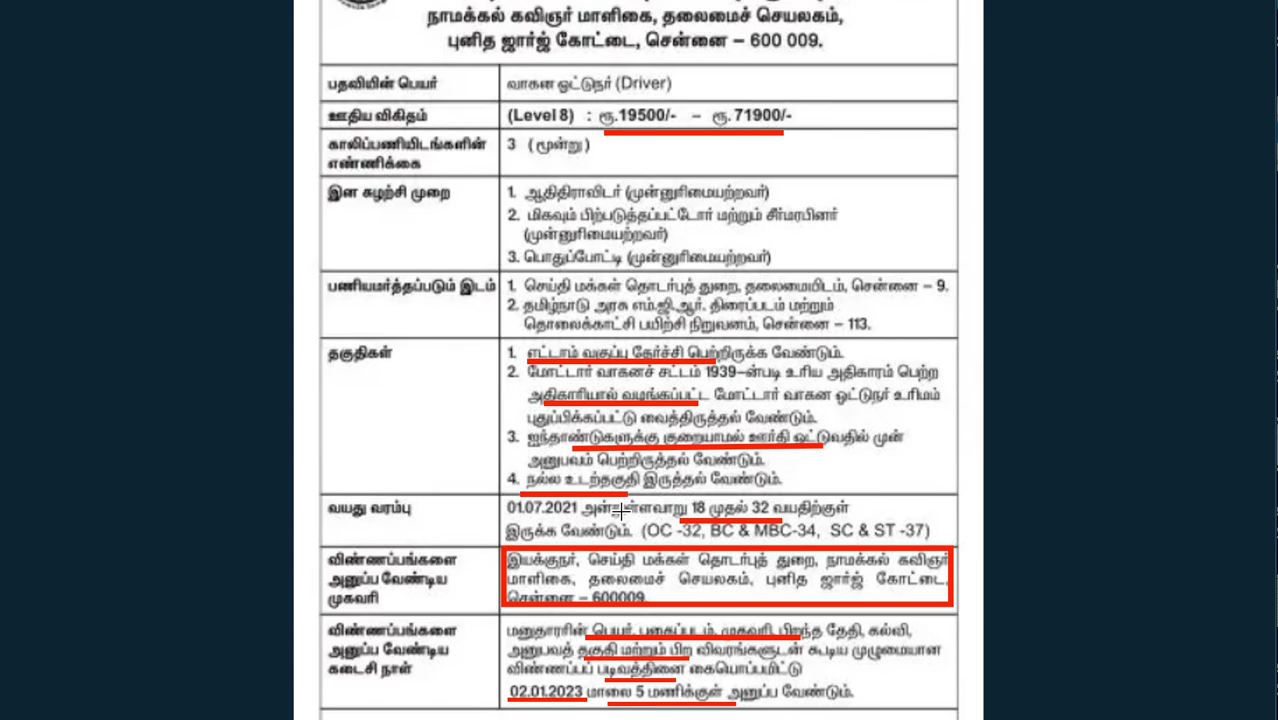 நாமக்கல் கவிஞர் மாளிகை, தலைமைச் செயலகம்,
புனித ஜார்ஜ் கோட்டை, சென்னை – 600 009.
பதவியின் பெயர் வாகன ஓட்டுநர் (Driver)
ஊதிய விகிதம் (Level 8) : ரூ.19500/- – ரூ. 71900/-
காலிப்பணியிடங்களின் 3 (மூன்று)
எண்ணிக்கை
இன சுழற்சி முறை 1. ஆதிதிராவிடர் (முன்னுரிமையற்றவர்)
2. மிகவும் பிற்படுத்தப்பட்டோர் மற்றும் சீர்மரபினர்
(முன்னுரிமையற்றவர்)
3. பொதுப்போட்டி (முன்னுரிமையற்றவர்)
பணியமர்த்தப்படும் இடம் 1. செய்தி மக்கள் தொடர்புத் துறை, தலைமையிடம், சென்னை – 9.
2. தமிழ்நாடு அரசு எம்.ஜி.ஆர். திரைப்படம் மற்றும்
தொலைக்காட்சி பயிற்சி நிறுவனம், சென்னை – 113.
தகுதிகள் 1. எட்டாம் வகுப்பு தேர்ச்சி பெற்றிருக்க வேண்டும்.
2. மோட்டார் வாகனச் சட்டம் 1939–ன்படி உரிய அதிகாரம் பெற்ற
அதிகாரியால் வழங்கப்பட்ட மோட்டார் வாகன ஓட்டுநர் உரிமம்
புதுப்பிக்கப்பட்டு வைத்திருத்தல் வேண்டும்.
3. ஐந்தாண்டுகளுக்கு குறையாமல் ஊர்தி ஓட்டுவதில் முன்
அனுபவம் பெற்றிருத்தல் வேண்டும்.
4. நல்ல உடற்தகுதி இருத்தல் வேண்டும்.
வயது வரம்பு 01.07.2021 அன்றுள்ளவாறு 18 முதல் 32 வயதிற்குள்
இருக்க வேண்டும். (OC -32, BC & MBC-34, SC & ST -37)
விண்ணப்பங்களை இயக்குநர், செய்தி மக்கள் தொடர்புத் துறை, நாமக்கல் கவிஞர்
அனுப்ப வேண்டிய மாளிகை, தலைமைச் செயலகம், புனித ஜார்ஜ் கோட்டை,
முகவரி சென்னை – 600009.
விண்ணப்பங்களை மனுதாரரின் பெயர், புகைப்படம், முகவரி, பிறந்த தேதி, கல்வி,
அனுப்ப வேண்டிய அனுபவத் தகுதி மற்றும் பிற விவரங்களுடன் கூடிய முழுமையான
கடைசி நாள் விண்ணப்பப் படிவத்தினை கையொப்பமிட்டு
02.01.2023 மாலை 5 மணிக்குள் அனுப்ப வேண்டும்.